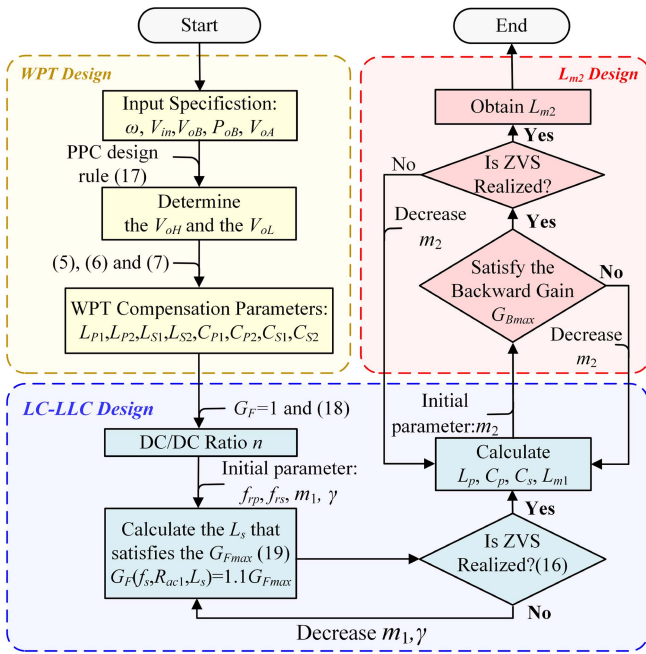 Start
End
WPT Design
Input Specifiction:
ω, Vin,VoB, PoB, VoA
PPC design
rule (17)
Determine
the VoH and the VoL
(5), (6) and (7)
WPT Compensation Parameters:
LP1,LP2,LS1,LS2,CP1,CP2,CS1,CS2
Lm2 Design
Obtain Lm2
Yes
No
Is ZVS
Realized?
Decrease
m2
Yes
Satisfy the
Backward Gain
GBmax
No
Decrease
m2
LC-LLC Design
GF=1 and (18)
DC/DC Ratio n
Initial parameter:
frp, frs, m1, γ
Calculate the Ls that
satisfies the GFmax (19)
GF(fs,Rac1,Ls)=1.1GFmax
Initial
parameter:m2
Calculate
Lp, Cp, Cs, Lm1
Yes
Is ZVS
Realized?(16)
No
Decrease m1,γ